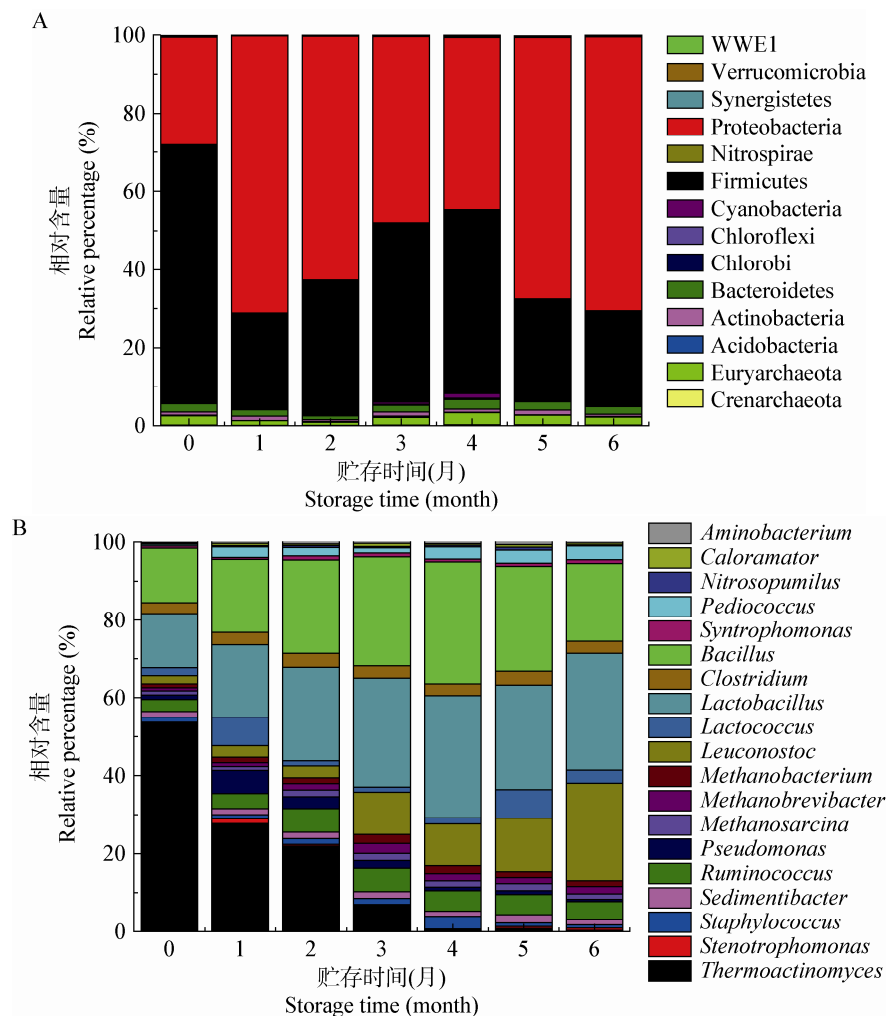 A
100
80
60
40
20
0
相对含量
Relative percentage (%)
0 1 2 3 4 5 6
贮存时间(月)
Storage time (month)
WWE1
Verrucomicrobia
Synergistetes
Proteobacteria
Nitrospirae
Firmicutes
Cyanobacteria
Chloroflexi
Chlorobi
Bacteroidetes
Actinobacteria
Acidobacteria
Euryarchaeota
Crenarchaeota
B
100
80
60
40
20
0
相对含量
Relative percentage (%)
0 1 2 3 4 5 6
贮存时间(月)
Storage time (month)
Aminobacterium
Caloramator
Nitrosopumilus
Pediococcus
Syntrophomonas
Bacillus
Clostridium
Lactobacillus
Lactococcus
Leuconostoc
Methanobacterium
Methanobrevibacter
Methanosarcina
Pseudomonas
Ruminococcus
Sedimentibacter
Staphylococcus
Stenotrophomonas
Thermoactinomyces